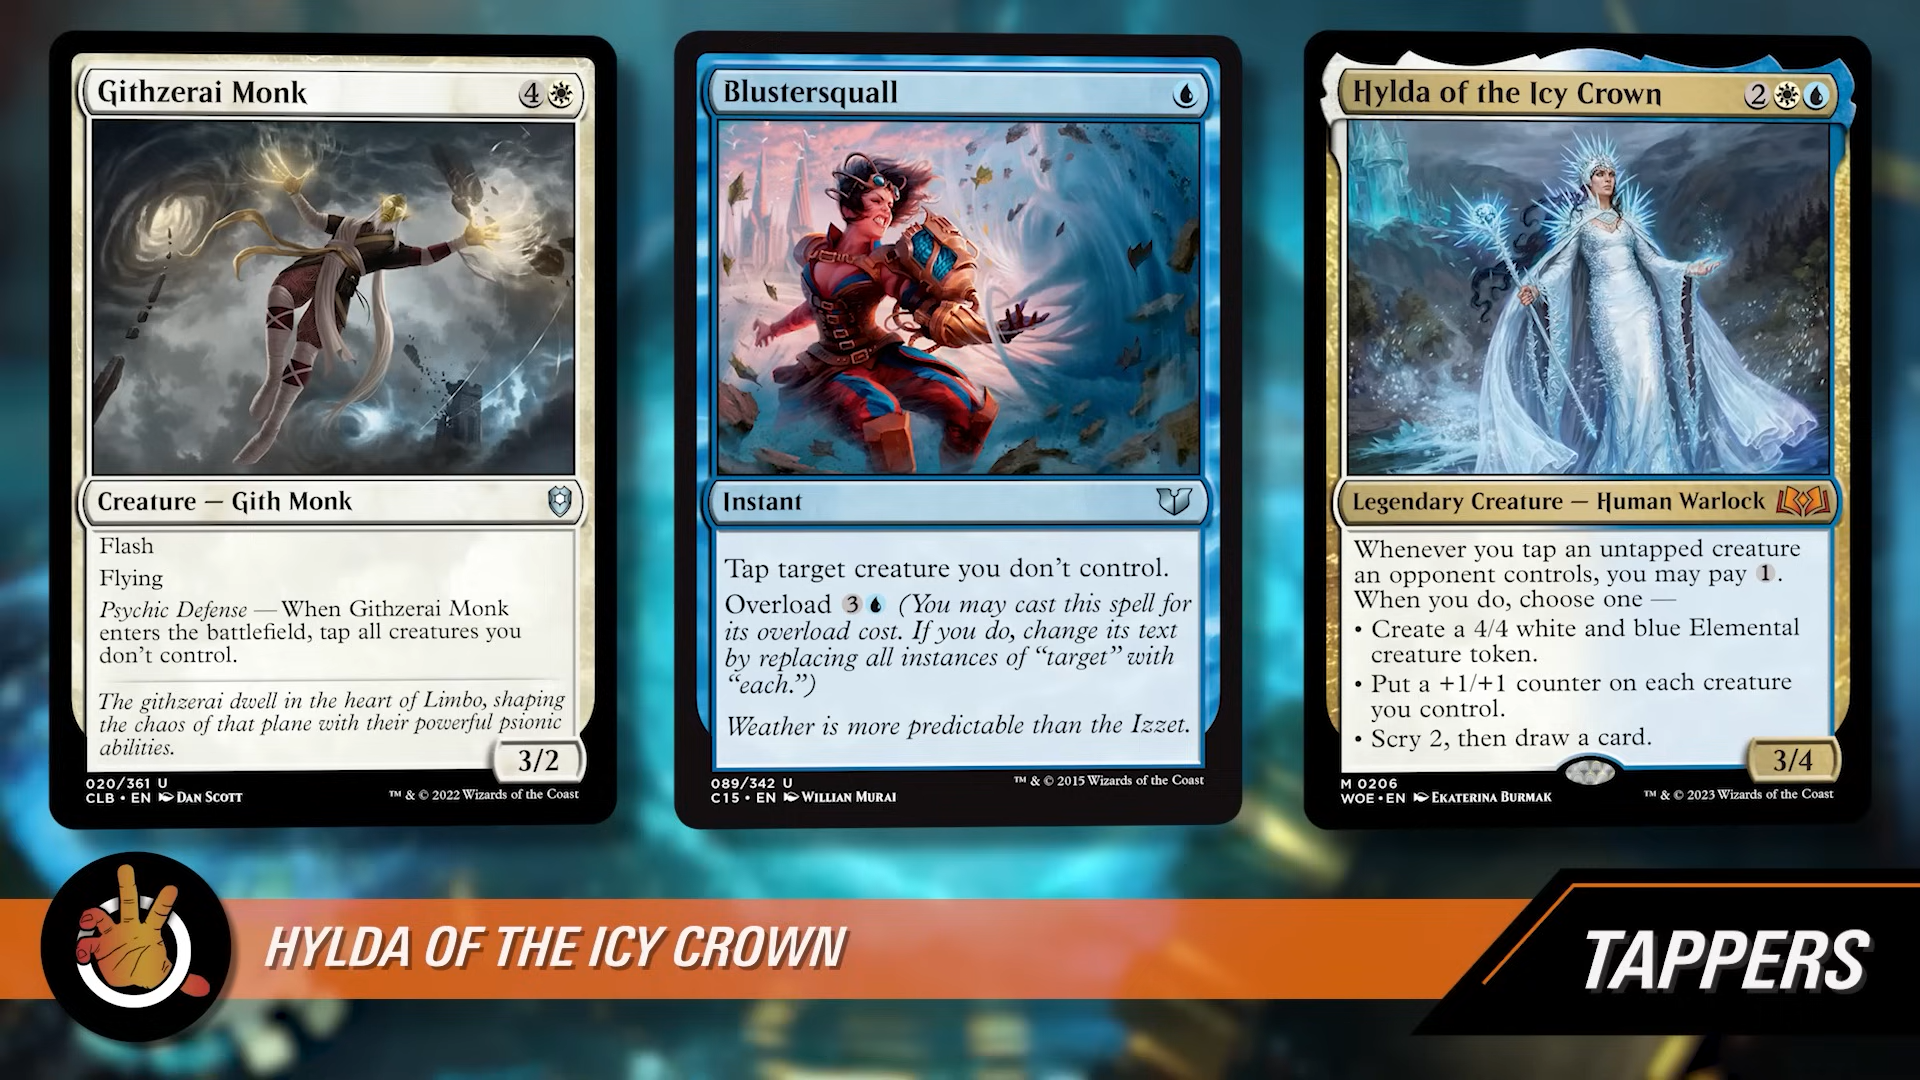 Githzerai Monk 4
Creature — Gith Monk
Flash
Flying
Psychic Defense — When Githzerai Monk
enters the battlefield, tap all creatures you
don't control.
The githzerai dwell in the heart of Limbo, shaping
the chaos of that plane with their powerful psionic
abilities.
3/2
020/361 U
CLB • EN DAN SCOTT
™ & © 2022 Wizards of the Coast
Blustersquall
Instant
Tap target creature you don't control.
Overload 3 (You may cast this spell for
its overload cost. If you do, change its text
by replacing all instances of “target” with
“each.”)
Weather is more predictable than the Izzet.
089/342 U
C15 • EN WILLIAN MURAI
™ & © 2015 Wizards of the Coast
Hylda of the Icy Crown 2
Legendary Creature — Human Warlock
Whenever you tap an untapped creature
an opponent controls, you may pay 1.
When you do, choose one —
• Create a 4/4 white and blue Elemental
creature token.
• Put a +1/+1 counter on each creature
you control.
• Scry 2, then draw a card.
3/4
M 0206
WOE • EN EKATERINA BURMAK
™ & © 2023 Wizards of the Coast
HYLDA OF THE ICY CROWN
TAPPERS